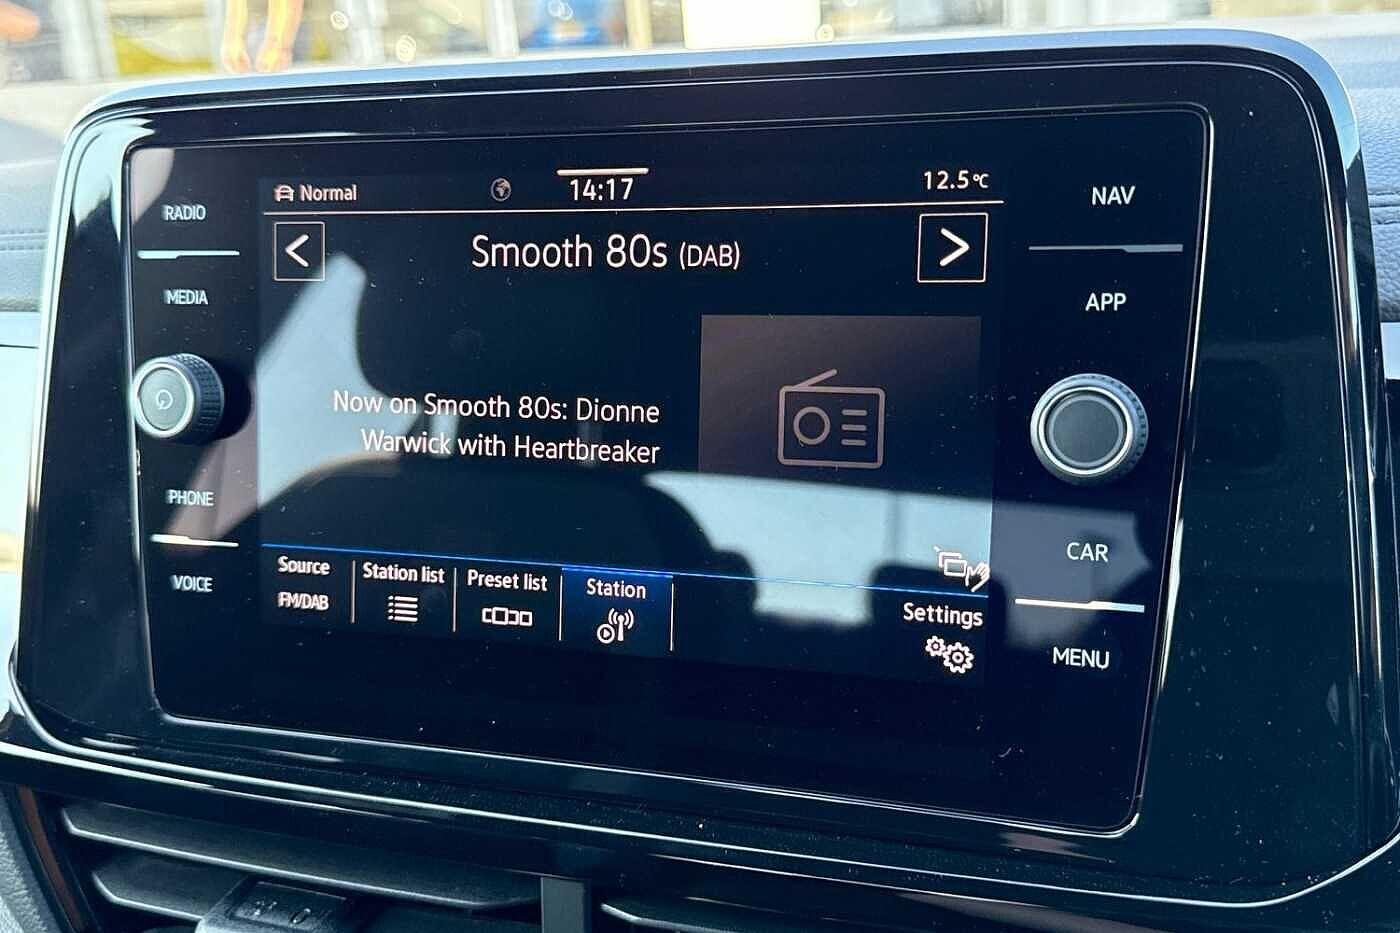 RADIO
MEDIA
PHONE
VOICE
Normal
14:17
12.5°C
Smooth 80s (DAB)
Now on Smooth 80s: Dionne
Warwick with Heartbreaker
Source
FM/DAB
Station list
Preset list
Station
Settings
NAV
APP
CAR
MENU